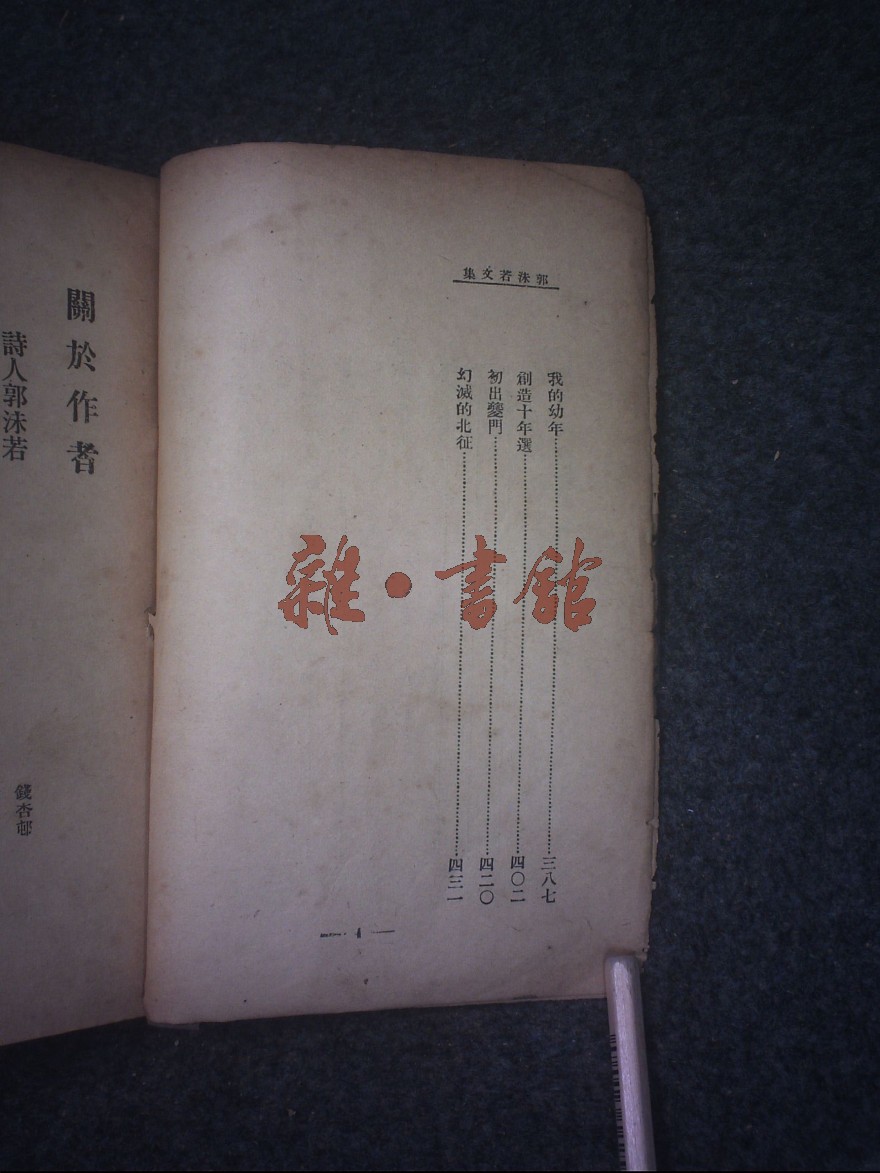 郭沫若文集
我的幼年…………三八七
創造十年選…………四〇二
初出夔門…………四二〇
幻滅的北征…………四三一
關於作者
詩人郭沫若
錢杏邨
雜·書館